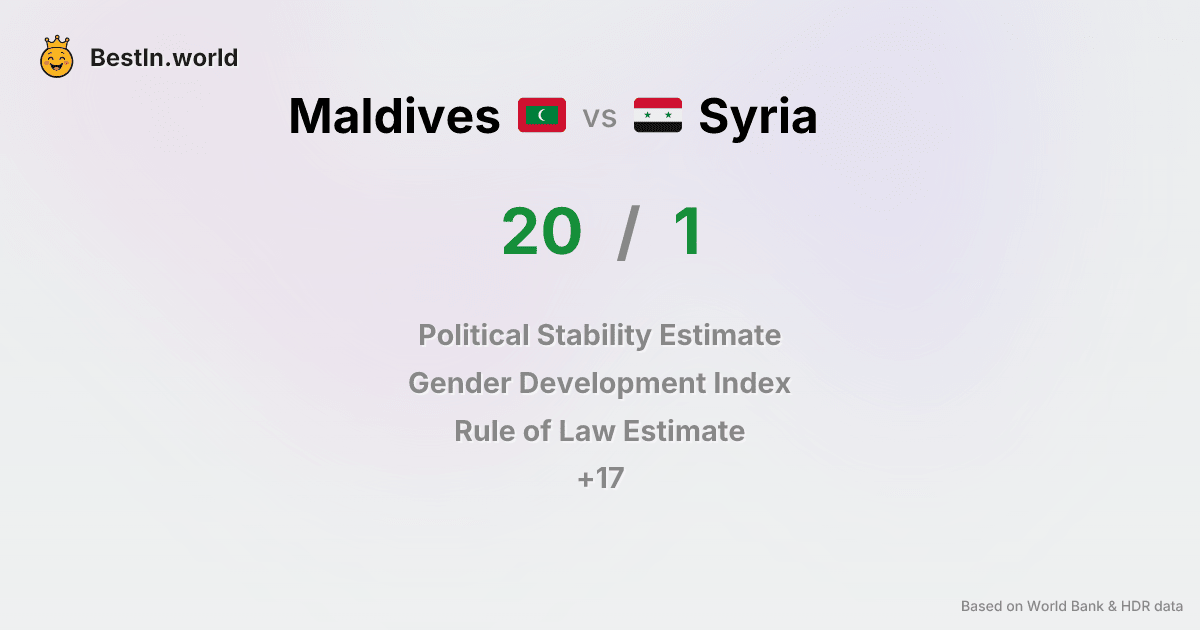 BestIn.world
Maldives vs Syria
20 / 1
Political Stability Estimate
Gender Development Index
Rule of Law Estimate
+17
Based on World Bank & HDR data